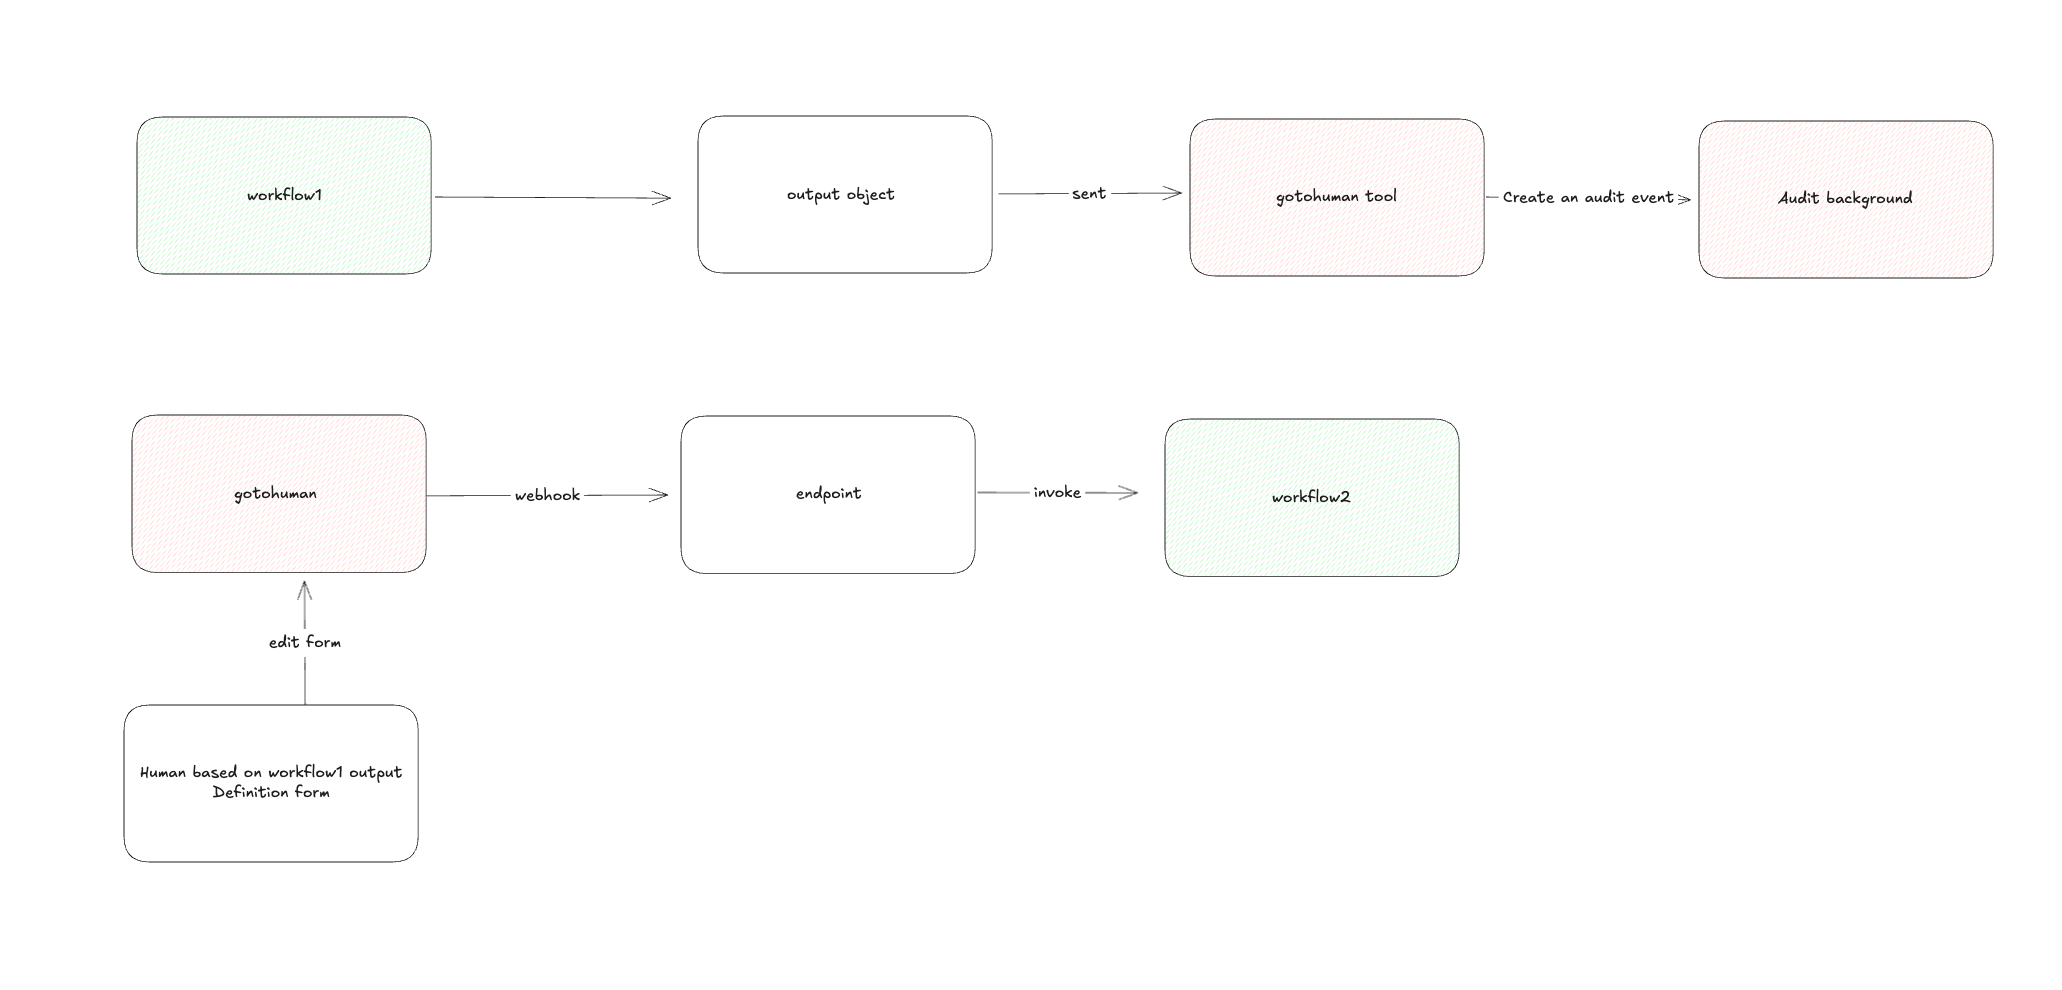 workflow1
output object
sent
gotohuman tool
Create an audit event
Audit background
gotohuman
webhook
endpoint
invoke
workflow2
edit form
Human based on workflow1 output
Definition form